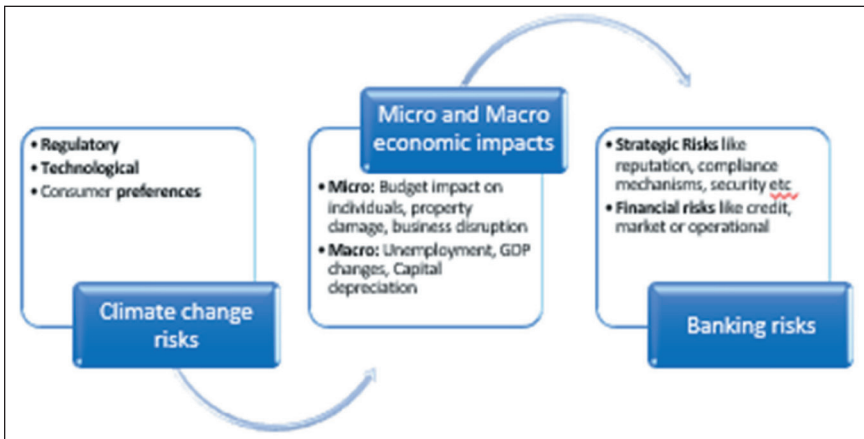 • Regulatory
• Technological
• Consumer preferences
Climate change
risks
Micro and Macro
economic impacts
• Micro: Budget impact on
individuals, property
damage, business disruption
• Macro: Unemployment, GDP
changes, Capital
depreciation
• Strategic Risks like
reputation, compliance
mechanisms, security etc
• Financial risks like credit,
market or operational
Banking risks